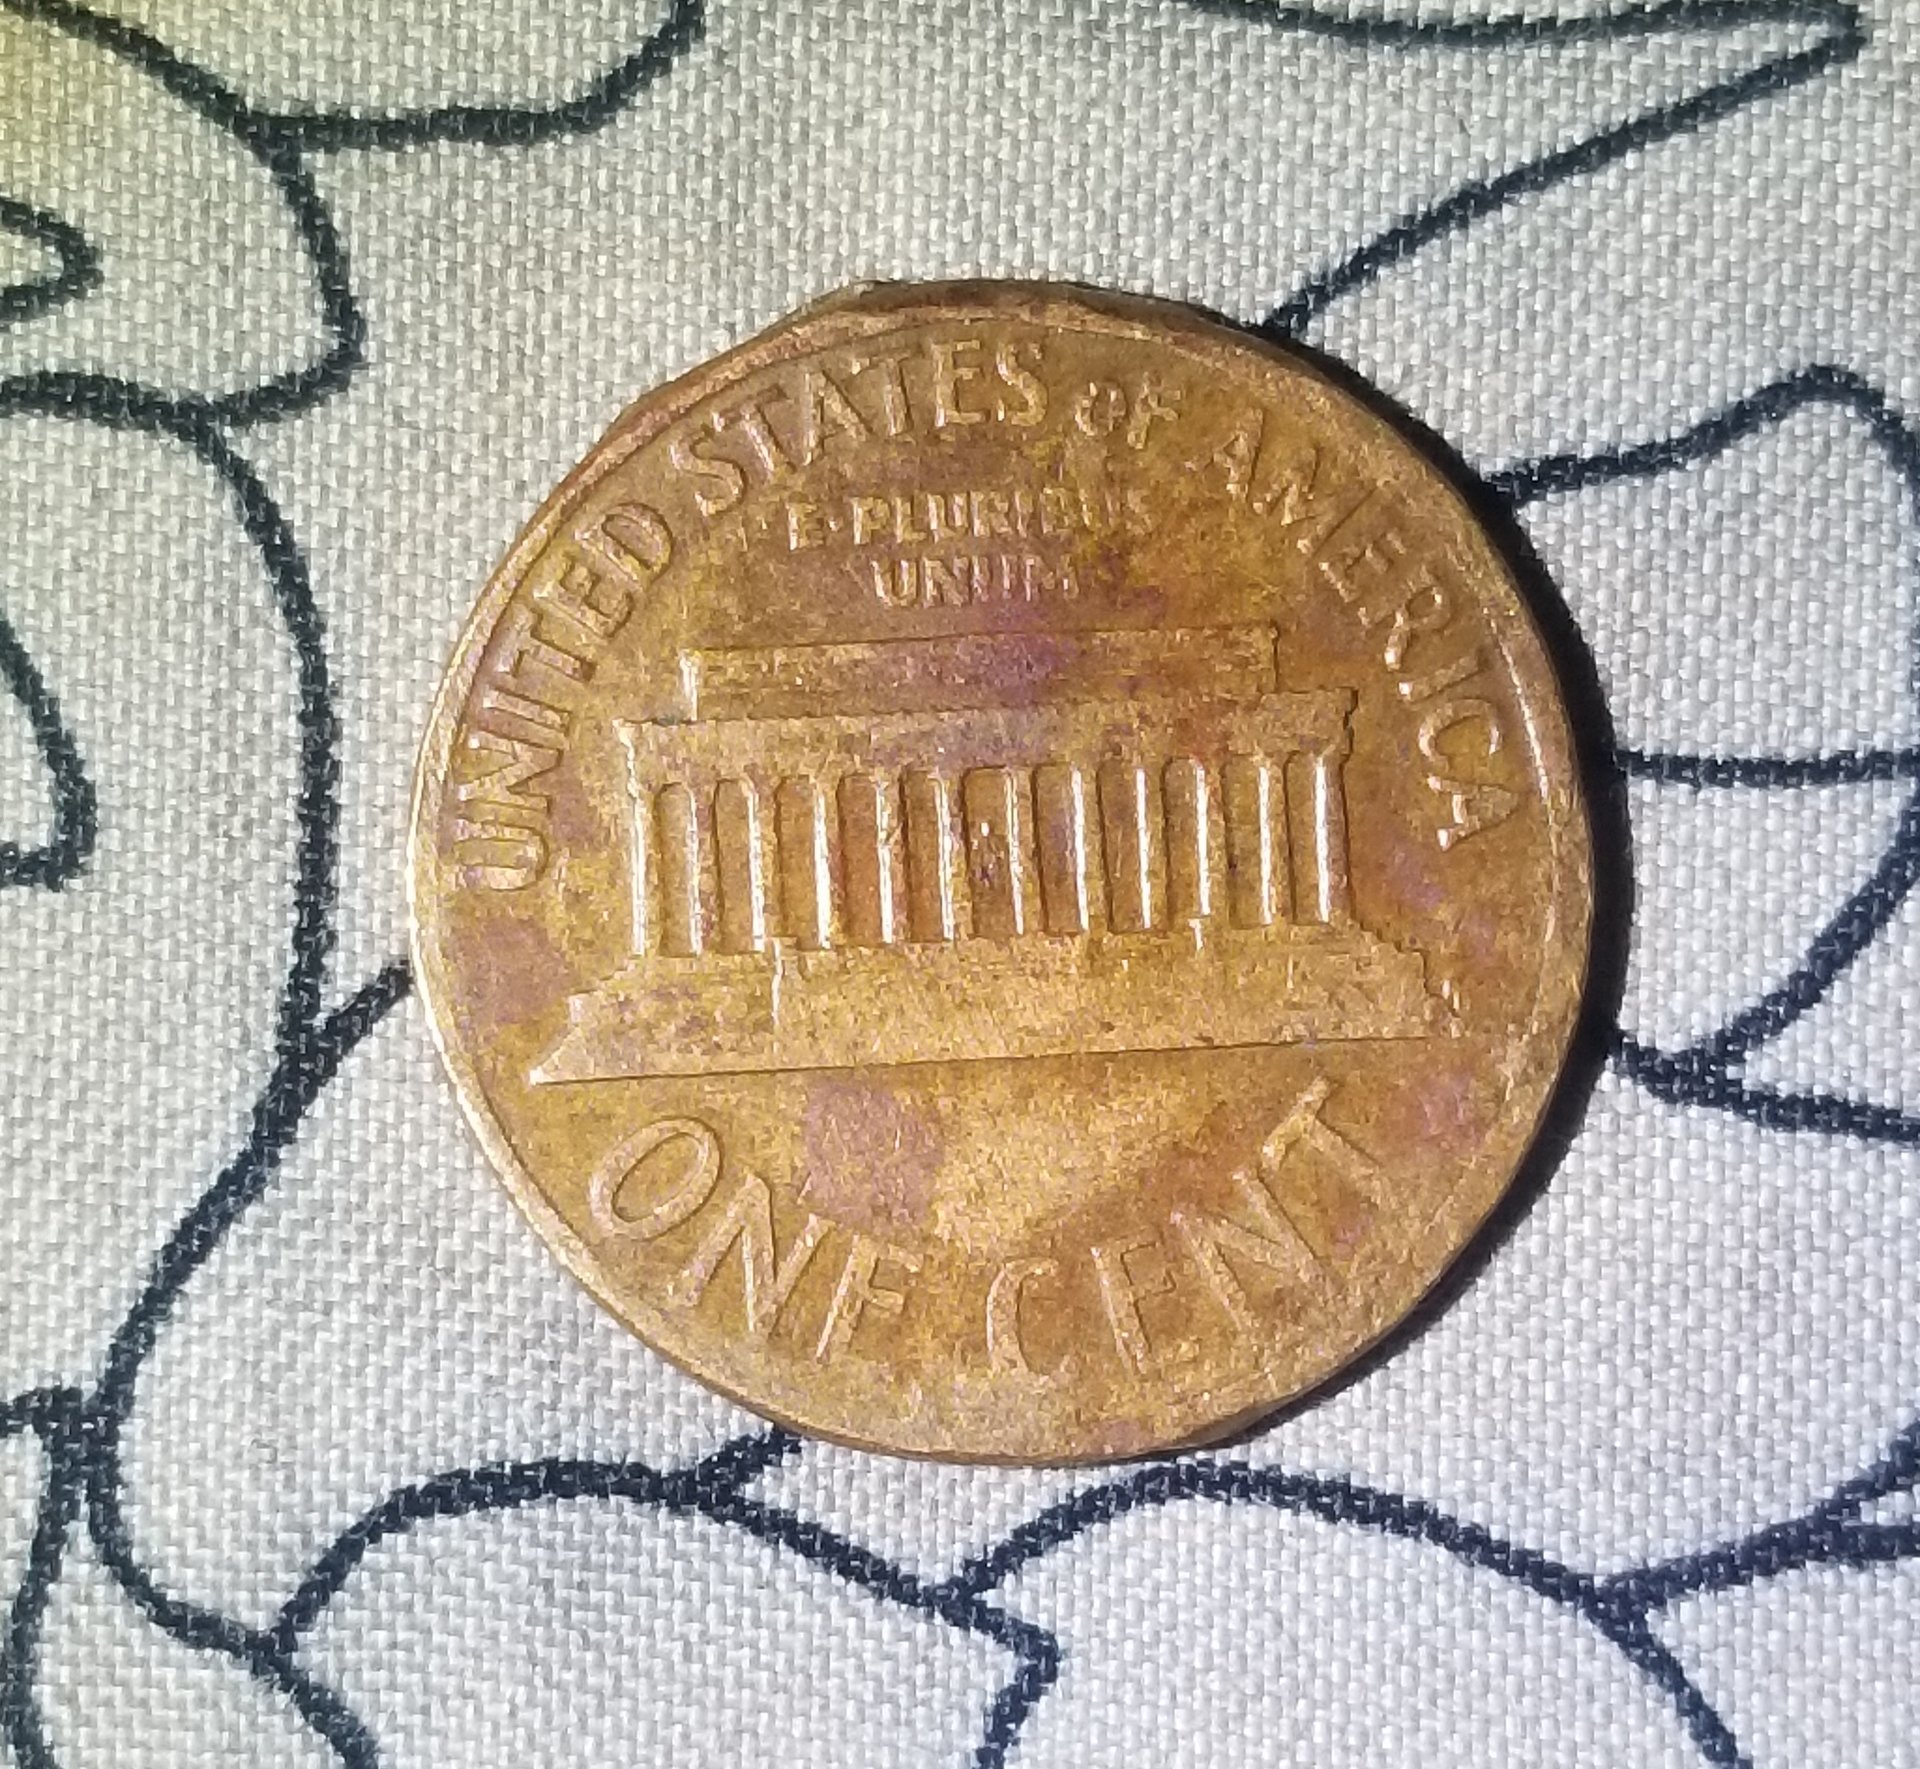 UNITED STATES OF AMERICA
·E·PLURIBUS
UNUM
ONE CENT